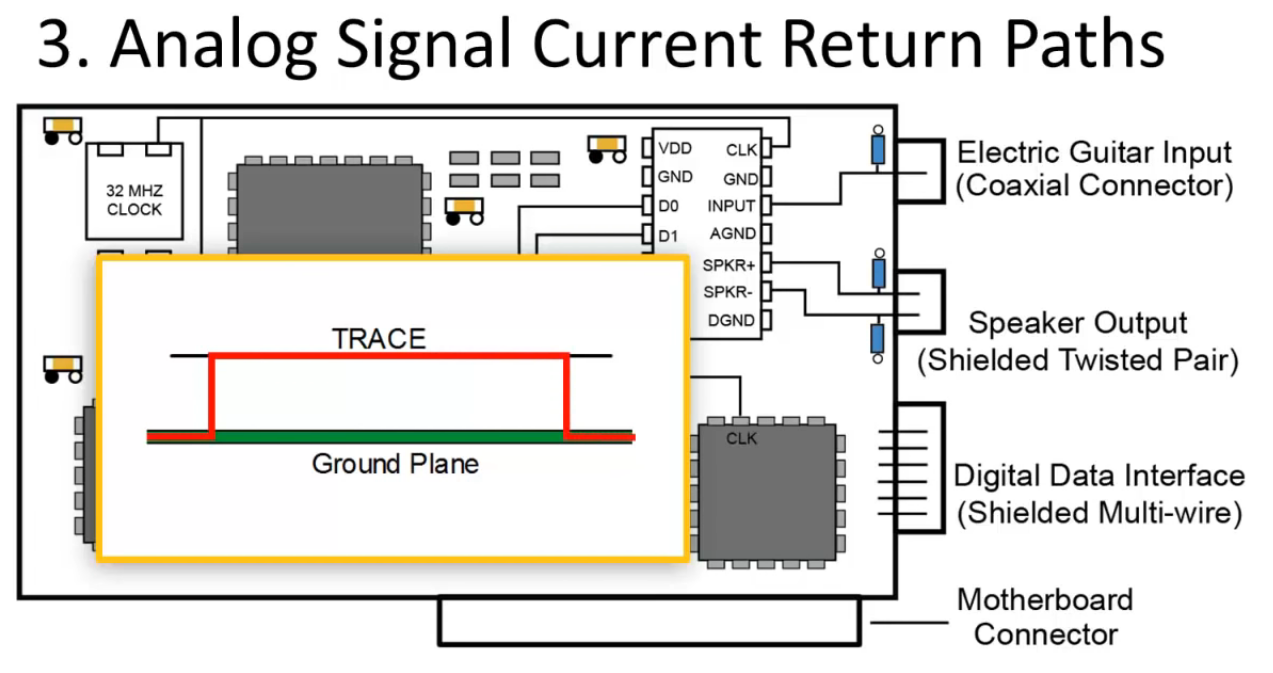 3. Analog Signal Current Return Paths
32 MHZ
CLOCK
VDD
GND
D0
D1
CLK
GND
INPUT
AGND
SPKR+
SPKR-
DGND
Electric Guitar Input
(Coaxial Connector)
Speaker Output
(Shielded Twisted Pair)
TRACE
Ground Plane
CLK
Digital Data Interface
(Shielded Multi-wire)
Motherboard
Connector